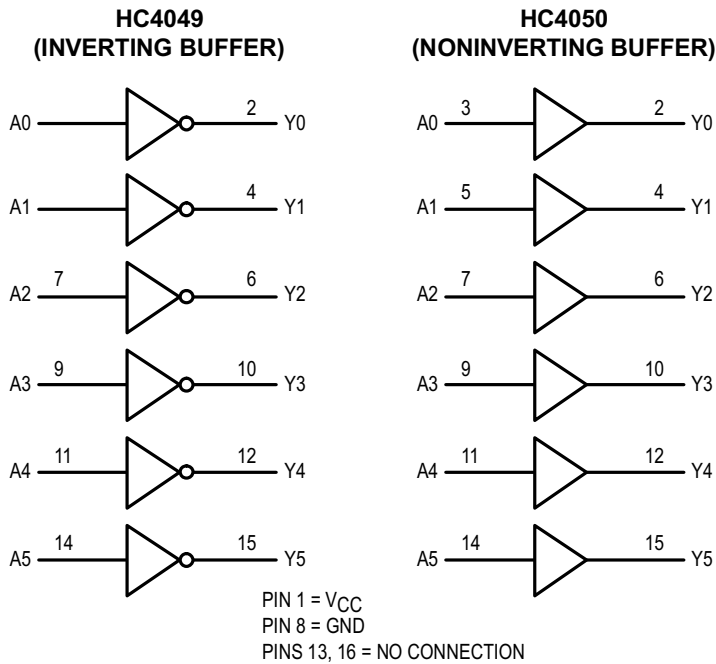 HC4049
(INVERTING BUFFER)
HC4050
(NONINVERTING BUFFER)
A0 2 Y0
A1 4 Y1
A2 7 6 Y2
A3 9 10 Y3
A4 11 12 Y4
A5 14 15 Y5
A0 3 2 Y0
A1 5 4 Y1
A2 7 6 Y2
A3 9 10 Y3
A4 11 12 Y4
A5 14 15 Y5
PIN 1 = VCC
PIN 8 = GND
PINS 13, 16 = NO CONNECTION